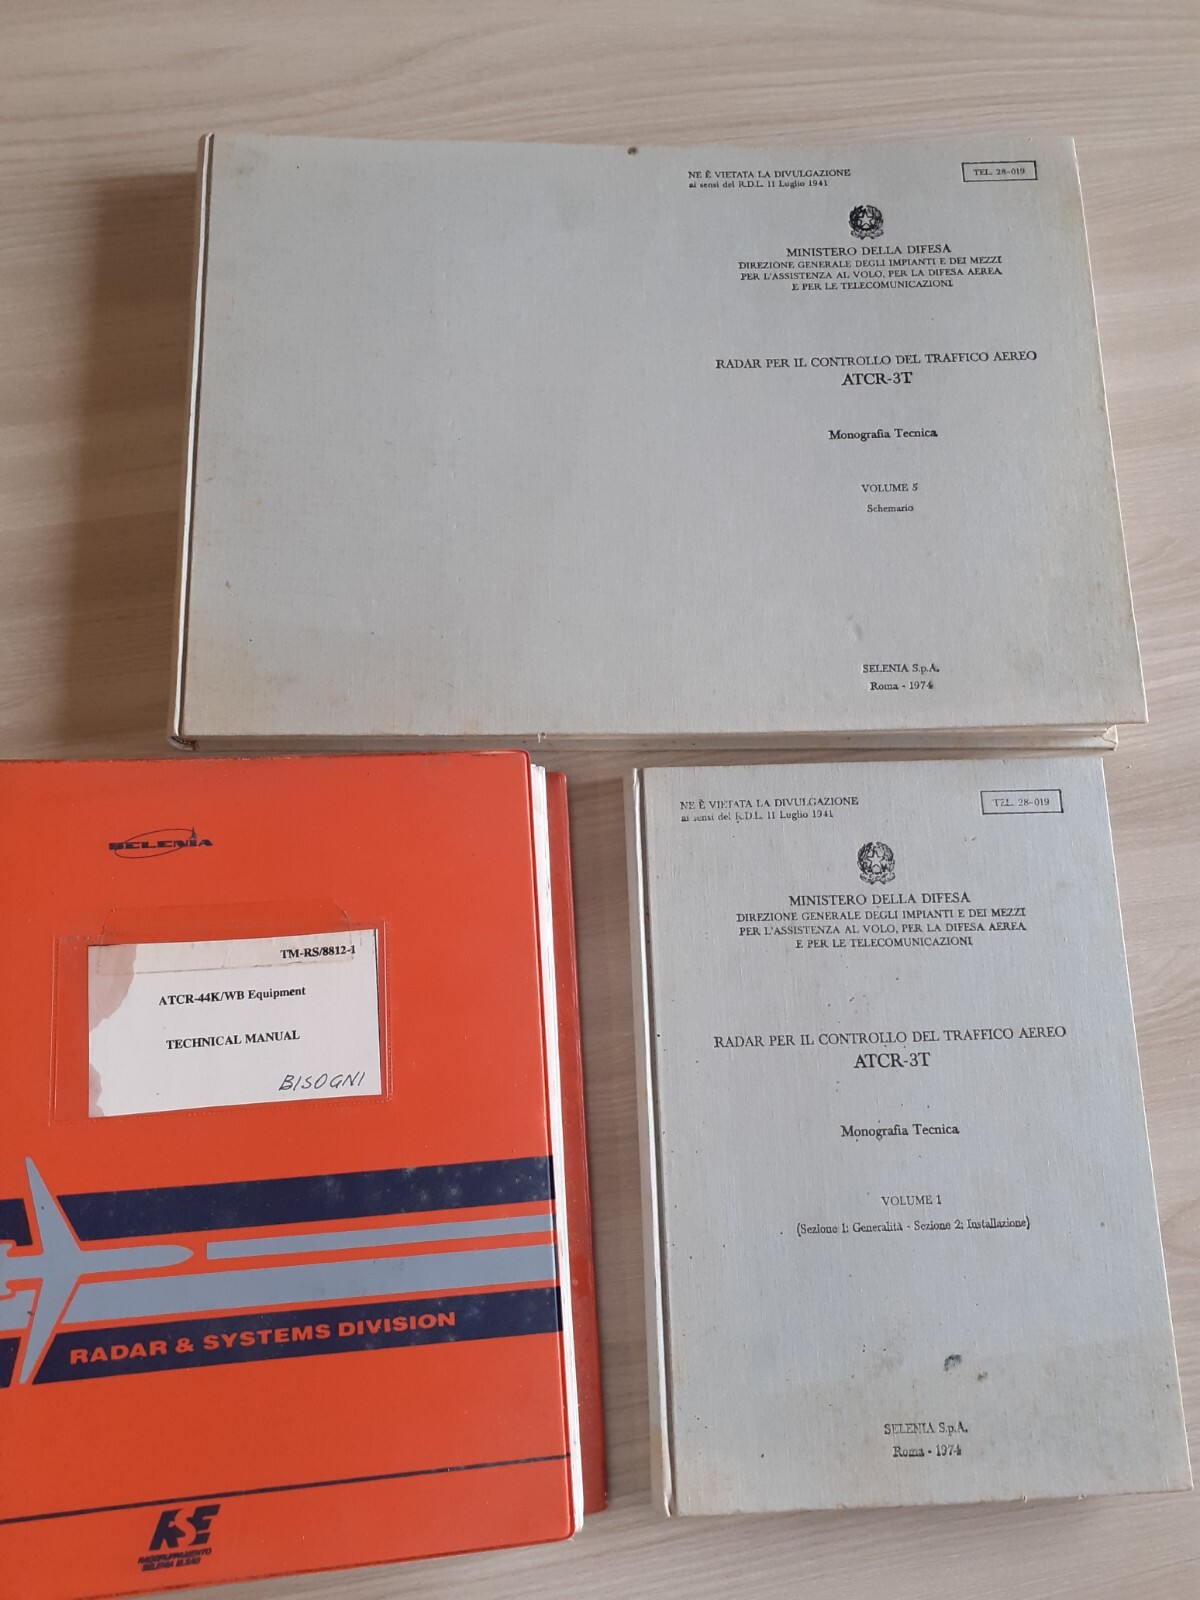 NE È VIETATA LA DIVULGAZIONE
ai sensi del R.D.L. 11 Luglio 1941
TEL. 28-019
MINISTERO DELLA DIFESA
DIREZIONE GENERALE DEGLI IMPIANTI E DEI MEZZI
PER L'ASSISTENZA AL VOLO, PER LA DIFESA AEREA
E PER LE TELECOMUNICAZIONI
RADAR PER IL CONTROLLO DEL TRAFFICO AEREO
ATCR-3T
Monografia Tecnica
VOLUME 5
Schemario
SELENIA S.p.A.
Roma - 1974
SELENIA
TM-RS/8812-1
ATCR-44K/WB Equipment
TECHNICAL MANUAL
BISOGNI
RADAR & SYSTEMS DIVISION
RSE
RAGGRUPPAMENTO
SELENIA ELSAG
NE È VIETATA LA DIVULGAZIONE
ai sensi del R.D.L. 11 Luglio 1941
TEL. 28-019
MINISTERO DELLA DIFESA
DIREZIONE GENERALE DEGLI IMPIANTI E DEI MEZZI
PER L'ASSISTENZA AL VOLO, PER LA DIFESA AEREA
E PER LE TELECOMUNICAZIONI
RADAR PER IL CONTROLLO DEL TRAFFICO AEREO
ATCR-3T
Monografia Tecnica
VOLUME 1
(Sezione 1: Generalità - Sezione 2: Installazione)
SELENIA S.p.A.
Roma - 1974